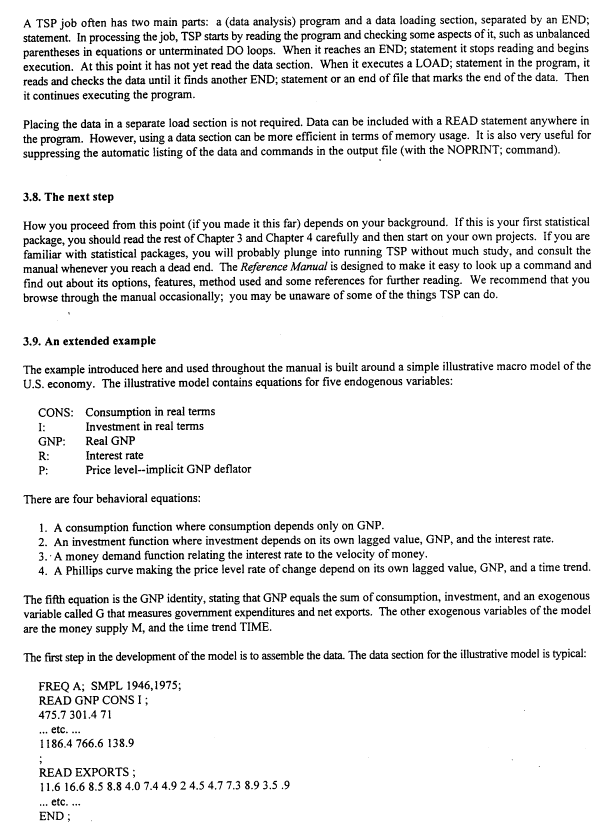 A TSP job often has two main parts: a (data analysis) program and a data loading section, separated by an END;
statement. In processing the job, TSP starts by reading the program and checking some aspects of it, such as unbalanced
parentheses in equations or unterminated DO loops. When it reaches an END; statement it stops reading and begins
execution. At this point it has not yet read the data section. When it executes a LOAD; statement in the program, it
reads and checks the data until it finds another END; statement or an end of file that marks the end of the data. Then
it continues executing the program.
Placing the data in a separate load section is not required. Data can be included with a READ statement anywhere in
the program. However, using a data section can be more efficient in terms of memory usage. It is also very useful for
suppressing the automatic listing of the data and commands in the output file (with the NOPRINT; command).
3.8. The next step
How you proceed from this point (if you made it this far) depends on your background. If this is your first statistical
package, you should read the rest of Chapter 3 and Chapter 4 carefully and then start on your own projects. If you are
familiar with statistical packages, you will probably plunge into running TSP without much study, and consult the
manual whenever you reach a dead end. The Reference Manual is designed to make it easy to look up a command and
find out about its options, features, method used and some references for further reading. We recommend that you
browse through the manual occasionally; you may be unaware of some of the things TSP can do.
3.9. An extended example
The example introduced here and used throughout the manual is built around a simple illustrative macro model of the
U.S. economy. The illustrative model contains equations for five endogenous variables:
CONS: Consumption in real terms
I: Investment in real terms
GNP: Real GNP
R: Interest rate
P: Price level--implicit GNP deflator
There are four behavioral equations:
1. A consumption function where consumption depends only on GNP.
2. An investment function where investment depends on its own lagged value, GNP, and the interest rate.
3. A money demand function relating the interest rate to the velocity of money.
4. A Phillips curve making the price level rate of change depend on its own lagged value, GNP, and a time trend.
The fifth equation is the GNP identity, stating that GNP equals the sum of consumption, investment, and an exogenous
variable called G that measures government expenditures and net exports. The other exogenous variables of the model
are the money supply M, and the time trend TIME.
The first step in the development of the model is to assemble the data. The data section for the illustrative model is typical:
FREQ A; SMPL 1946,1975;
READ GNP CONS I ;
475.7 301.4 71
... etc. ...
1186.4 766.6 138.9
;
READ EXPORTS ;
11.6 16.6 8.5 8.8 4.0 7.4 4.9 2 4.5 4.7 7.3 8.9 3.5 .9
... etc. ...
END ;